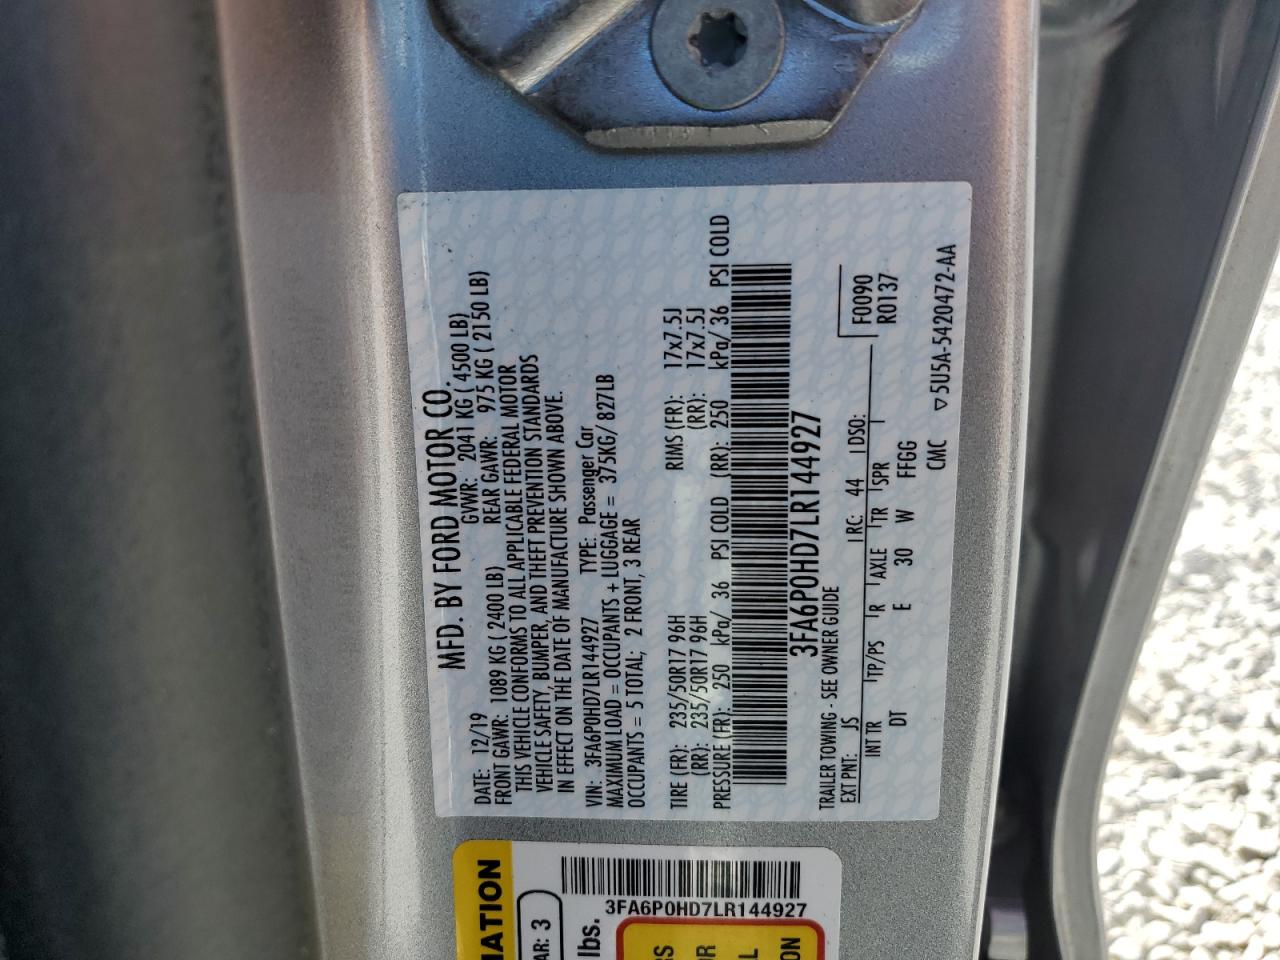 MFD. BY FORD MOTOR CO.
DATE: 12/19 GVWR: 2041 KG ( 4500 LB)
FRONT GAWR: 1089 KG ( 2400 LB) REAR GAWR: 975 KG ( 2150 LB)
THIS VEHICLE CONFORMS TO ALL APPLICABLE FEDERAL MOTOR
VEHICLE SAFETY, BUMPER, AND THEFT PREVENTION STANDARDS
IN EFFECT ON THE DATE OF MANUFACTURE SHOWN ABOVE.
VIN: 3FA6P0HD7LR144927 TYPE: Passenger Car
MAXIMUM LOAD = OCCUPANTS + LUGGAGE = 375KG/ 827LB
OCCUPANTS = 5 TOTAL; 2 FRONT, 3 REAR
TIRE (FR): 235/50R17 96H RIMS (FR): 17x7.5J
(RR): 235/50R17 96H (RR): 17x7.5J
PRESSURE (FR): 250 kPa/ 36 PSI COLD (RR): 250 kPa/ 36 PSI COLD
3FA6P0HD7LR144927
TRAILER TOWING - SEE OWNER GUIDE
EXT PNT: JS RC: 44 DSO: F0090
INT TR TP/PS R AXLE TR SPR R0137
DT E 30 W FFGG
CMC ▽5U5A-5420472-AA
3FA6P0HD7LR144927
MATION
AR: 3
lbs.
RS
OR
L
ON